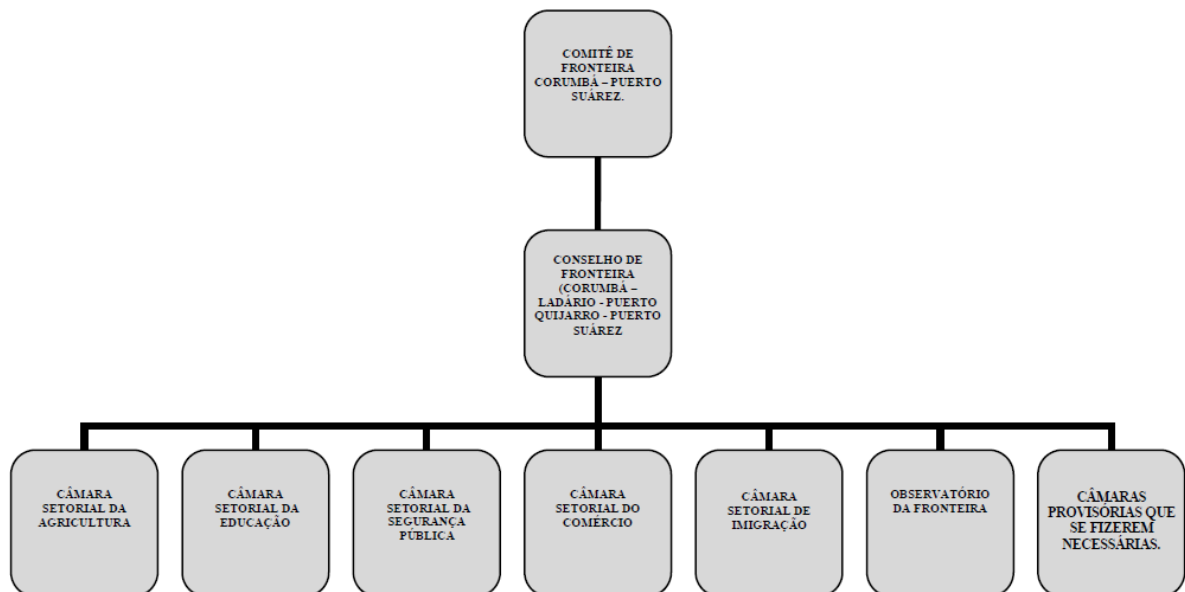 COMITÊ DE
FRONTEIRA
CORUMBÁ – PUERTO
SUÁREZ.
CONSELHO DE
FRONTEIRA
(CORUMBÁ –
LADÁRIO - PUERTO
QUIJARRO - PUERTO
SUÁREZ
CÂMARA
SETORIAL DA
AGRICULTURA
CÂMARA
SETORIAL DA
EDUCAÇÃO
CÂMARA
SETORIAL DA
SEGURANÇA
PÚBLICA
CÂMARA
SETORIAL DO
COMÉRCIO
CÂMARA
SETORIAL DE
IMIGRAÇÃO
OBSERVATÓRIO
DA FRONTEIRA
CÂMARAS
PROVISÓRIAS QUE
SE FIZEREM
NECESSÁRIAS.